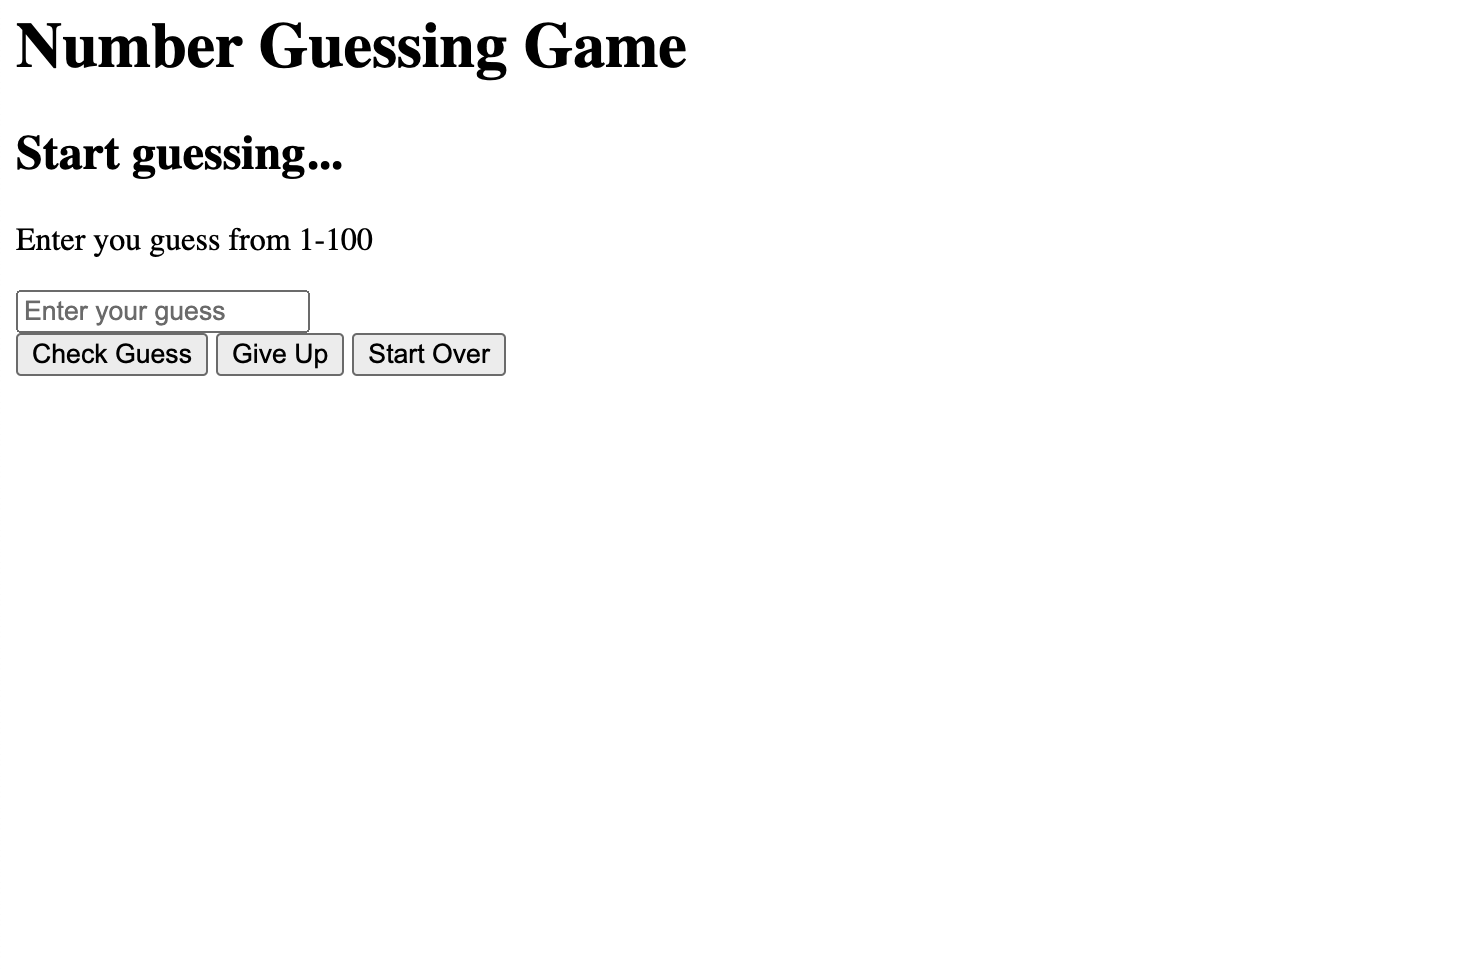 Number Guessing Game
Start guessing...
Enter you guess from 1-100
Enter your guess
Check Guess Give Up Start Over